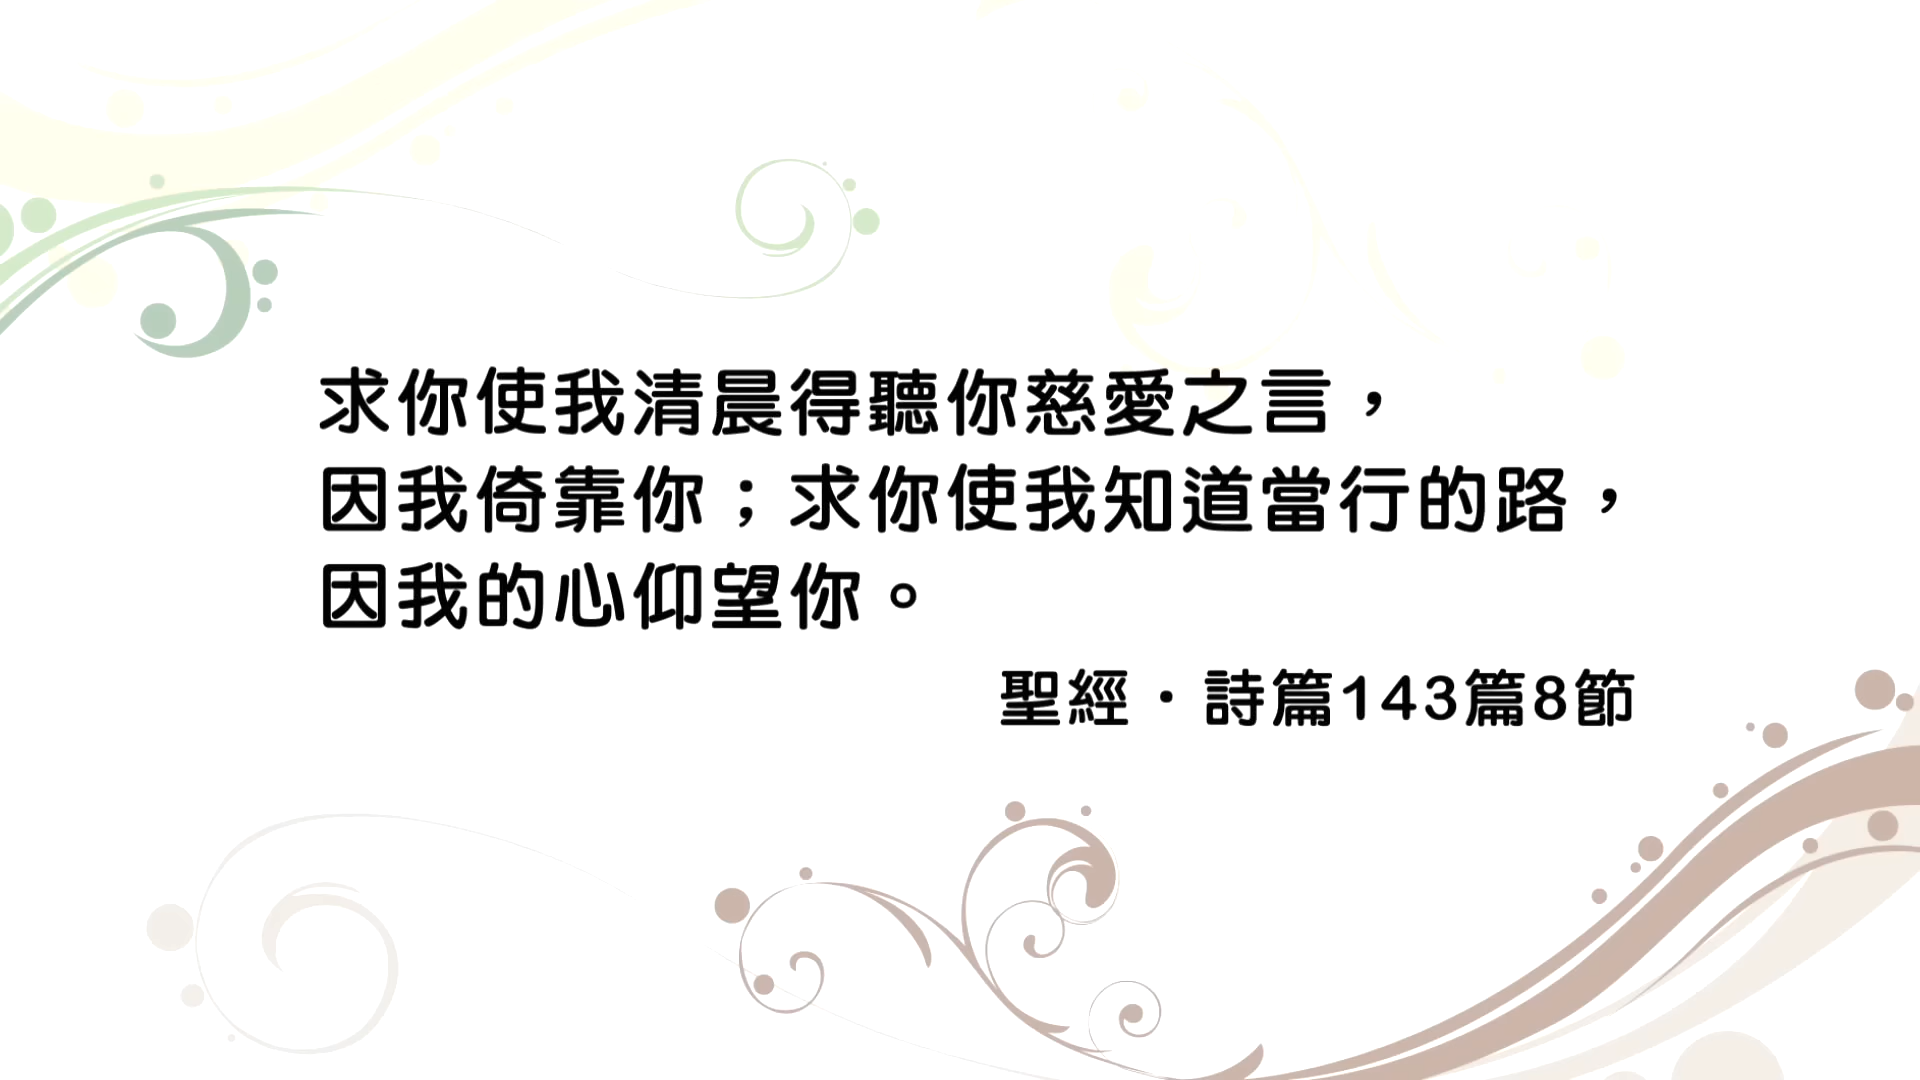 求你使我清晨得聽你慈愛之言，
因我倚靠你；求你使我知道當行的路，
因我的心仰望你。
聖經．詩篇143篇8節